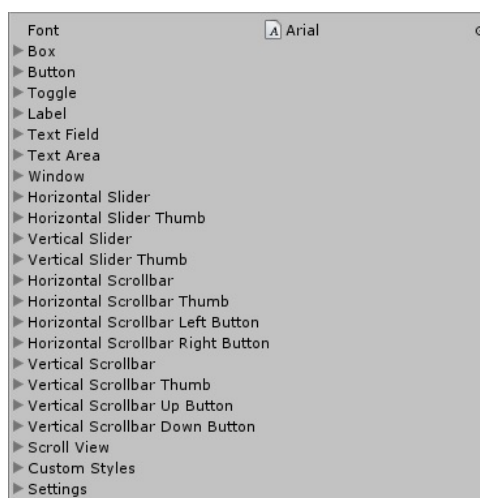 Font Arial
Box
Button
Toggle
Label
Text Field
Text Area
Window
Horizontal Slider
Horizontal Slider Thumb
Vertical Slider
Vertical Slider Thumb
Horizontal Scrollbar
Horizontal Scrollbar Thumb
Horizontal Scrollbar Left Button
Horizontal Scrollbar Right Button
Vertical Scrollbar
Vertical Scrollbar Thumb
Vertical Scrollbar Up Button
Vertical Scrollbar Down Button
Scroll View
Custom Styles
Settings